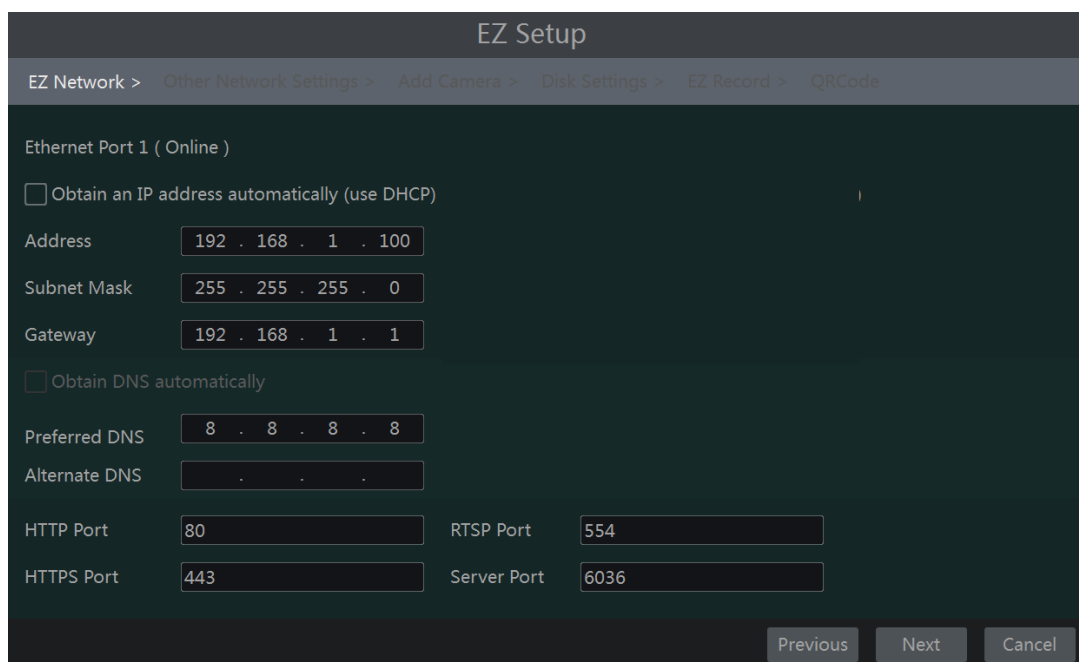 EZ Setup
EZ Network > Other Network Settings > Add Camera > Disk Settings > EZ Record > QRCode
Ethernet Port 1 ( Online )
Obtain an IP address automatically (use DHCP)
Address 192 . 168 . 1 . 100
Subnet Mask 255 . 255 . 255 . 0
Gateway 192 . 168 . 1 . 1
Obtain DNS automatically
Preferred DNS 8 . 8 . 8 . 8
Alternate DNS . . .
HTTP Port 80 RTSP Port 554
HTTPS Port 443 Server Port 6036
Previous Next Cancel